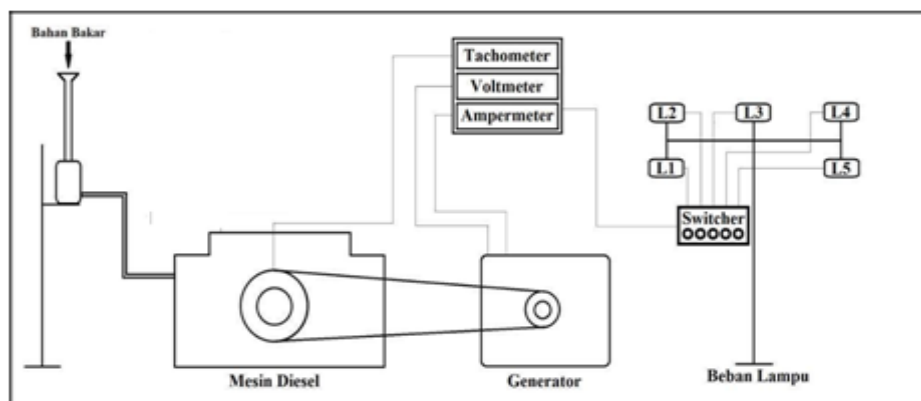 Bahan Bakar
Tachometer
Voltmeter
Ampermeter
L2
L3
L4
L1
L5
Switcher
Mesin Diesel
Generator
Beban Lampu